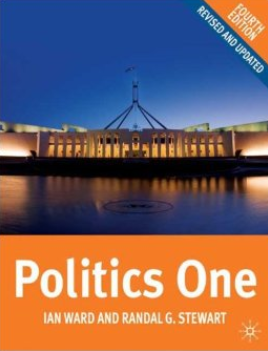 FOURTH
EDITION
REVISED AND UPDATED
Politics One
IAN WARD AND RANDAL G. STEWART